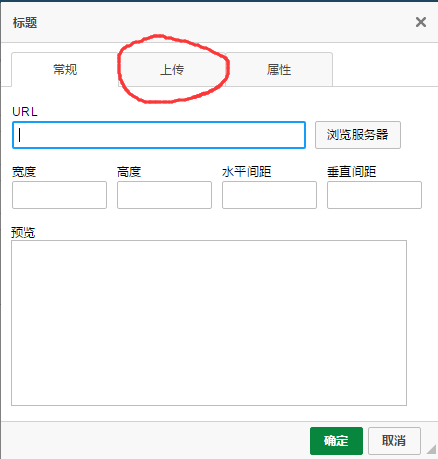 标题
常规 上传 属性
URL
浏览服务器
宽度 高度 水平间距 垂直间距
预览
确定 取消